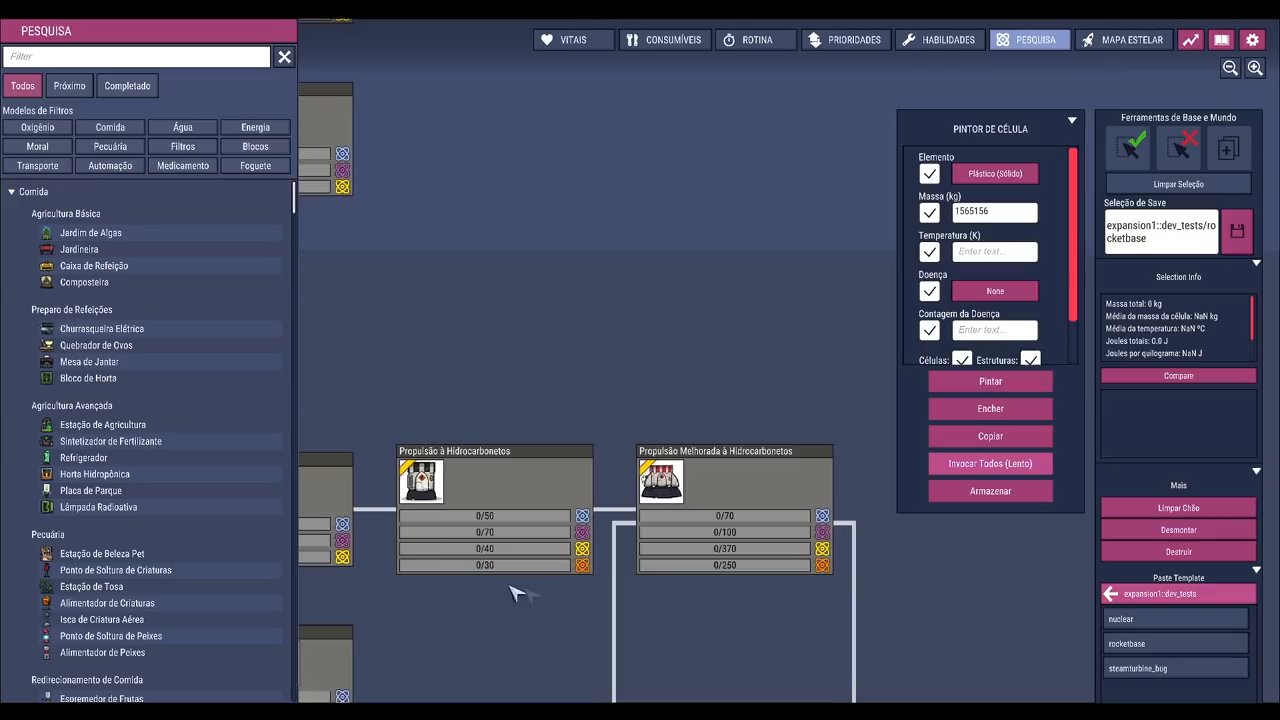 PESQUISA
Filter
Todos
Próximo
Completado
Modelos de Filtros
Oxigênio
Comida
Água
Energia
Moral
Pecuária
Filtros
Blocos
Transporte
Automação
Medicamento
Foguete
Comida
Agricultura Básica
Jardim de Algas
Jardineira
Caixa de Refeição
Composteira
Preparo de Refeições
Churrasqueira Elétrica
Quebrador de Ovos
Mesa de Jantar
Bloco de Horta
Agricultura Avançada
Estação de Agricultura
Sintetizador de Fertilizante
Refrigerador
Horta Hidropônica
Placa de Parque
Lâmpada Radioativa
Pecuária
Estação de Beleza Pet
Ponto de Soltura de Criaturas
Estação de Tosa
Alimentador de Criaturas
Isca de Criatura Aérea
Ponto de Soltura de Peixes
Alimentador de Peixes
Redirecionamento de Comida
Espremedor de Frutas
VITAIS
CONSUMÍVEIS
ROTINA
PRIORIDADES
HABILIDADES
PESQUISA
MAPA ESTELAR
Propulsão à Hidrocarbonetos
0/50
0/70
0/40
0/30
Propulsão Melhorada à Hidrocarbonetos
0/70
0/100
0/370
0/250
PINTOR DE CÉLULA
Elemento
Plástico (Sólido)
Massa (kg)
1565156
Temperatura (K)
Enter text...
Doença
None
Contagem da Doença
Enter text...
Células:
Estruturas:
Pintar
Encher
Copiar
Invocar Todos (Lento)
Armazenar
Ferramentas de Base e Mundo
Limpar Seleção
Seleção de Save
expansion1::dev_tests/ro
cketbase
Selection Info
Massa total: 0 kg
Média da massa da célula: NaN kg
Média da temperatura: NaN ºC
Joules totais: 0.0 J
Joules por quilograma: NaN J
Compare
Mais
Limpar Chão
Desmontar
Destruir
Paste Template
expansion1::dev_tests
nuclear
rocketbase
steamturbine_bug